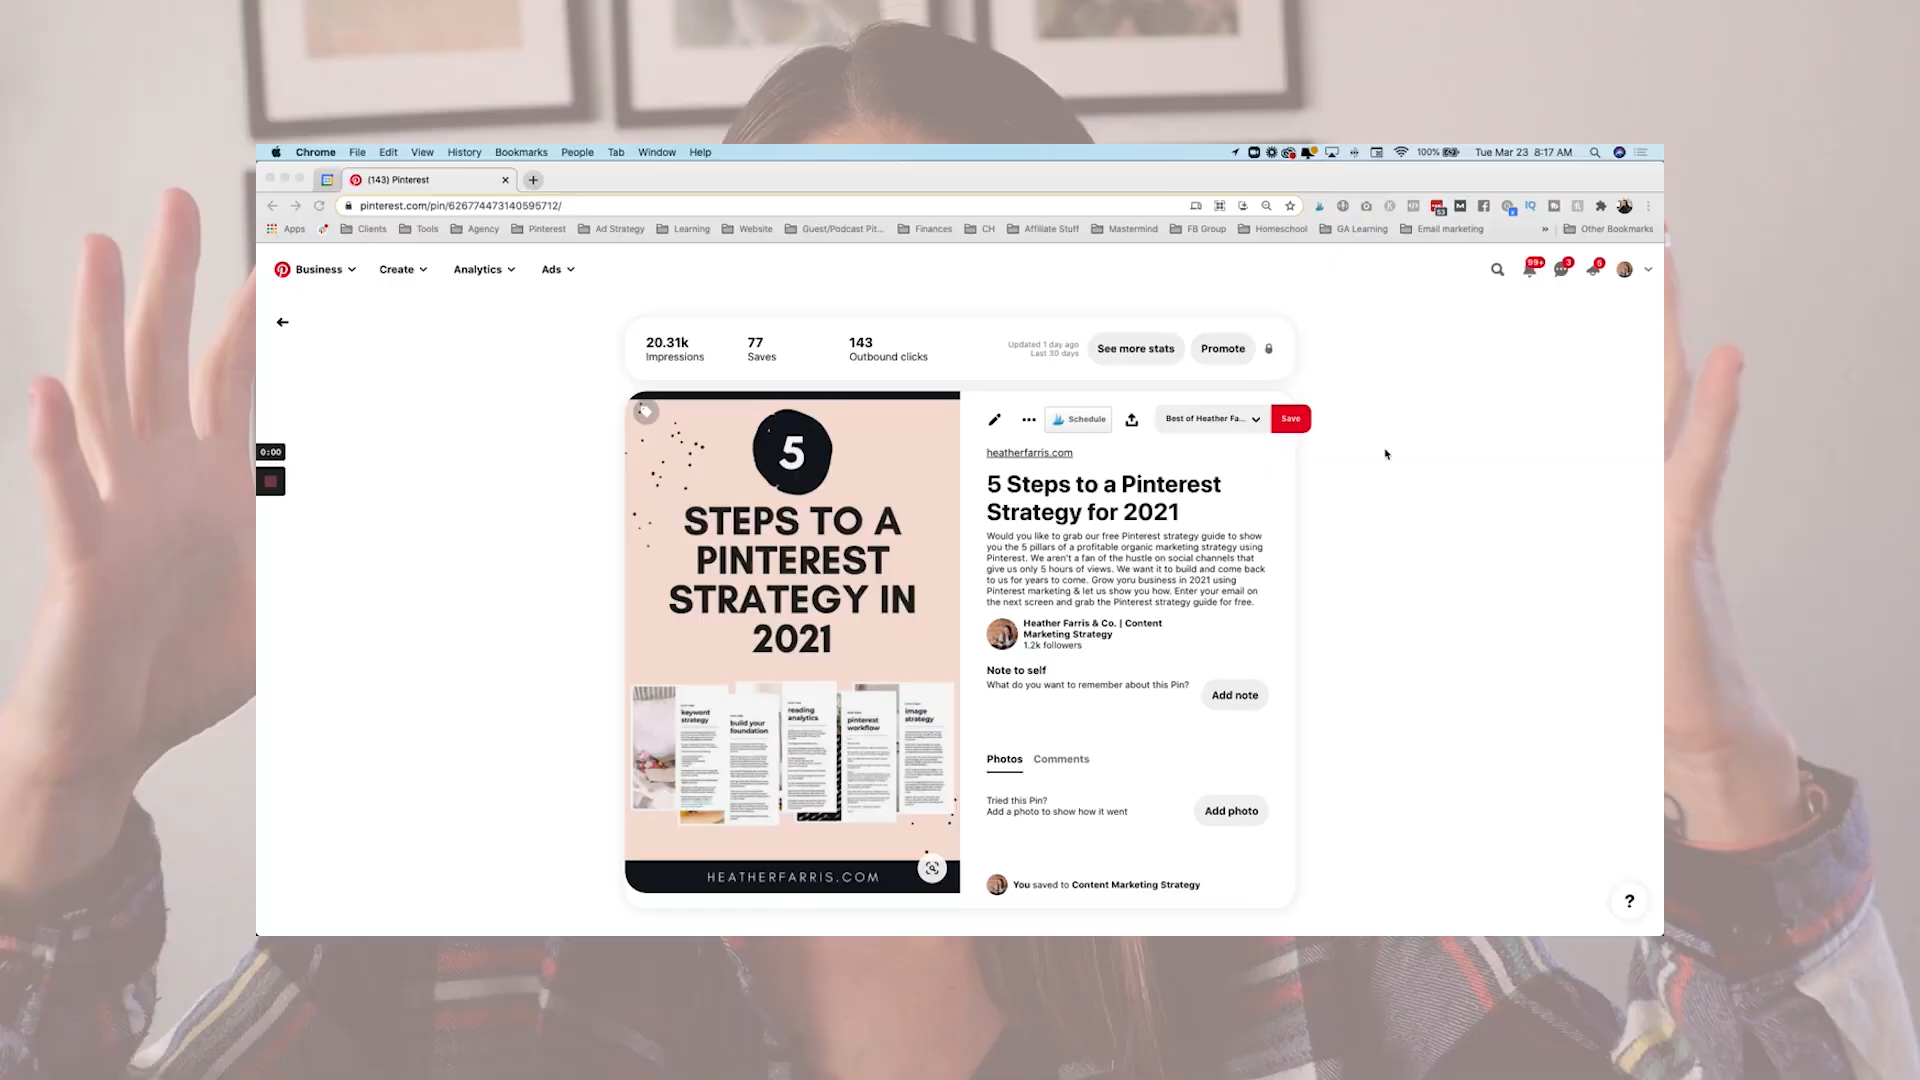 Chrome File Edit View History Bookmarks People Tab Window Help
100% Tue Mar 23 8:17 AM
(143) Pinterest
pinterest.com/pin/626774473140595712/
53
IQ
Apps Clients Tools Agency Pinterest Ad Strategy Learning Website Guest/Podcast Pit... Finances CH Affiliate Stuff Mastermind FB Group Homeschool GA Learning Email marketing » Other Bookmarks
Business Create Analytics Ads
99+ 3 5
20.31k 77 143
Impressions Saves Outbound clicks
Updated 1 day ago
Last 30 days
See more stats Promote
Schedule Best of Heather Fa... Save
0:00
heatherfarris.com
5 Steps to a Pinterest
Strategy for 2021
Would you like to grab our free Pinterest strategy guide to show
you the 5 pillars of a profitable organic marketing strategy using
Pinterest. We aren't a fan of the hustle on social channels that
give us only 5 hours of views. We want it to build and come back
to us for years to come. Grow yoru business in 2021 using
Pinterest marketing & let us show you how. Enter your email on
the next screen and grab the Pinterest strategy guide for free.
Heather Farris & Co. | Content
Marketing Strategy
1.2k followers
Note to self
What do you want to remember about this Pin?
Add note
Photos Comments
Tried this Pin?
Add a photo to show how it went
Add photo
You saved to Content Marketing Strategy
5
STEPS TO A
PINTEREST
STRATEGY IN
2021
keyword
strategy
build your
foundation
reading
analytics
pinterest
workflow
image
strategy
HEATHERFARRIS.COM
?